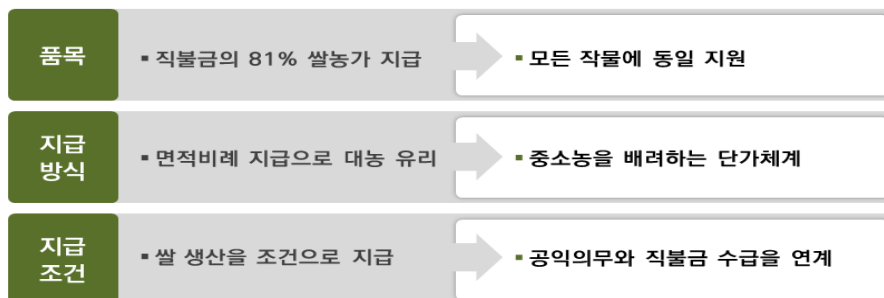 품목
▪ 직불금의 81% 쌀농가 지급
▪ 모든 작물에 동일 지원
지급
방식
▪ 면적비례 지급으로 대농 유리
▪ 중소농을 배려하는 단가체계
지급
조건
▪ 쌀 생산을 조건으로 지급
▪ 공익의무와 직불금 수급을 연계